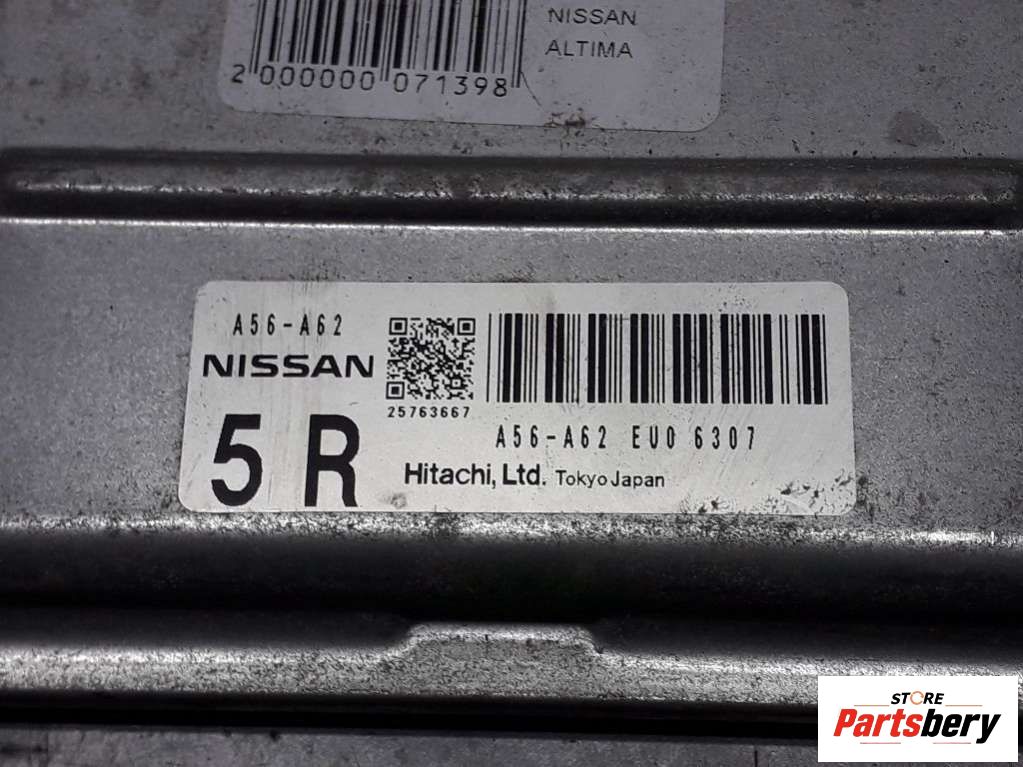 NISSAN
ALTIMA
2 000000 071398
A56-A62
NISSAN
25763667
5 R
A56-A62 EU0 6307
Hitachi, Ltd. Tokyo Japan
STORE
Partsbery